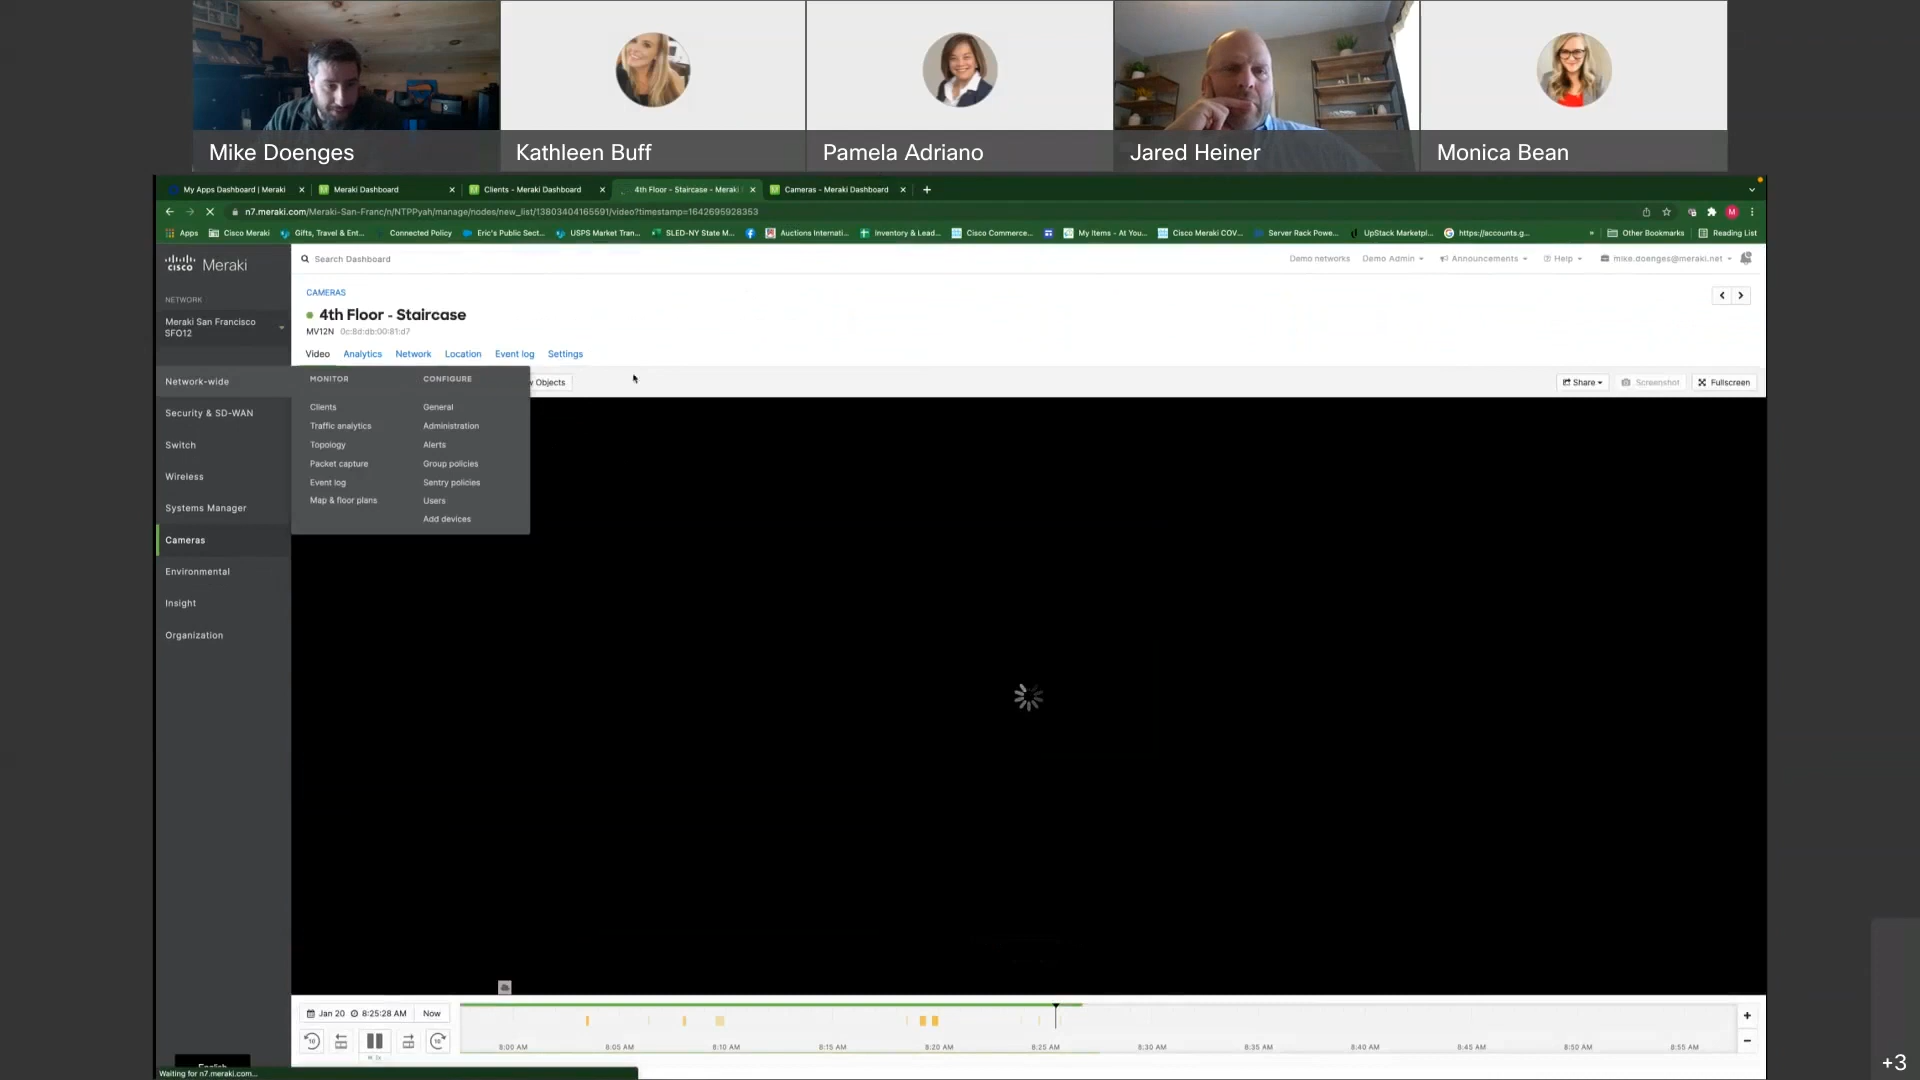 Mike Doenges
Kathleen Buff
Pamela Adriano
Jared Heiner
Monica Bean
My Apps Dashboard | Meraki
Meraki Dashboard
Clients - Meraki Dashboard
4th Floor - Staircase - Meraki
Cameras - Meraki Dashboard
n7.meraki.com/Meraki-San-Franc/n/NTPPyah/manage/nodes/new_list/13803404165591/video?timestamp=1642695928353
Apps
Cisco Meraki
Gifts, Travel & Ent...
Connected Policy
Eric's Public Sect...
USPS Market Tran...
SLED-NY State M...
Auctions Internati...
Inventory & Lead...
Cisco Commerce...
My Items - At You...
Cisco Meraki COV...
Server Rack Powe...
UpStack Marketpl...
https://accounts.g...
»
Other Bookmarks
Reading List
cisco Meraki
Search Dashboard
Demo networks
Demo Admin
Announcements
Help
mike.doenges@meraki.net
NETWORK
Meraki San Francisco
SFO12
CAMERAS
4th Floor - Staircase
MV12N 0c:8d:db:00:81:d7
Video
Analytics
Network
Location
Event log
Settings
Objects
Share
Screenshot
Fullscreen
Network-wide
Security & SD-WAN
Switch
Wireless
Systems Manager
Cameras
Environmental
Insight
Organization
MONITOR
Clients
Traffic analytics
Topology
Packet capture
Event log
Map & floor plans
CONFIGURE
General
Administration
Alerts
Group policies
Sentry policies
Users
Add devices
Jan 20
8:25:28 AM
Now
10
10
8:00 AM
8:05 AM
8:10 AM
8:15 AM
8:20 AM
8:25 AM
8:30 AM
8:35 AM
8:40 AM
8:45 AM
8:50 AM
8:55 AM
English
Waiting for n7.meraki.com...
+3